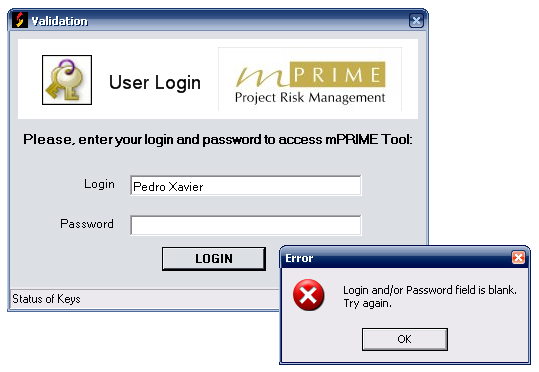 Validation
User Login
mPRIME
Project Risk Management
Please, enter your login and password to access mPRIME Tool:
Login
Pedro Xavier
Password
LOGIN
Status of Keys
Error
Login and/or Password field is blank.
Try again.
OK